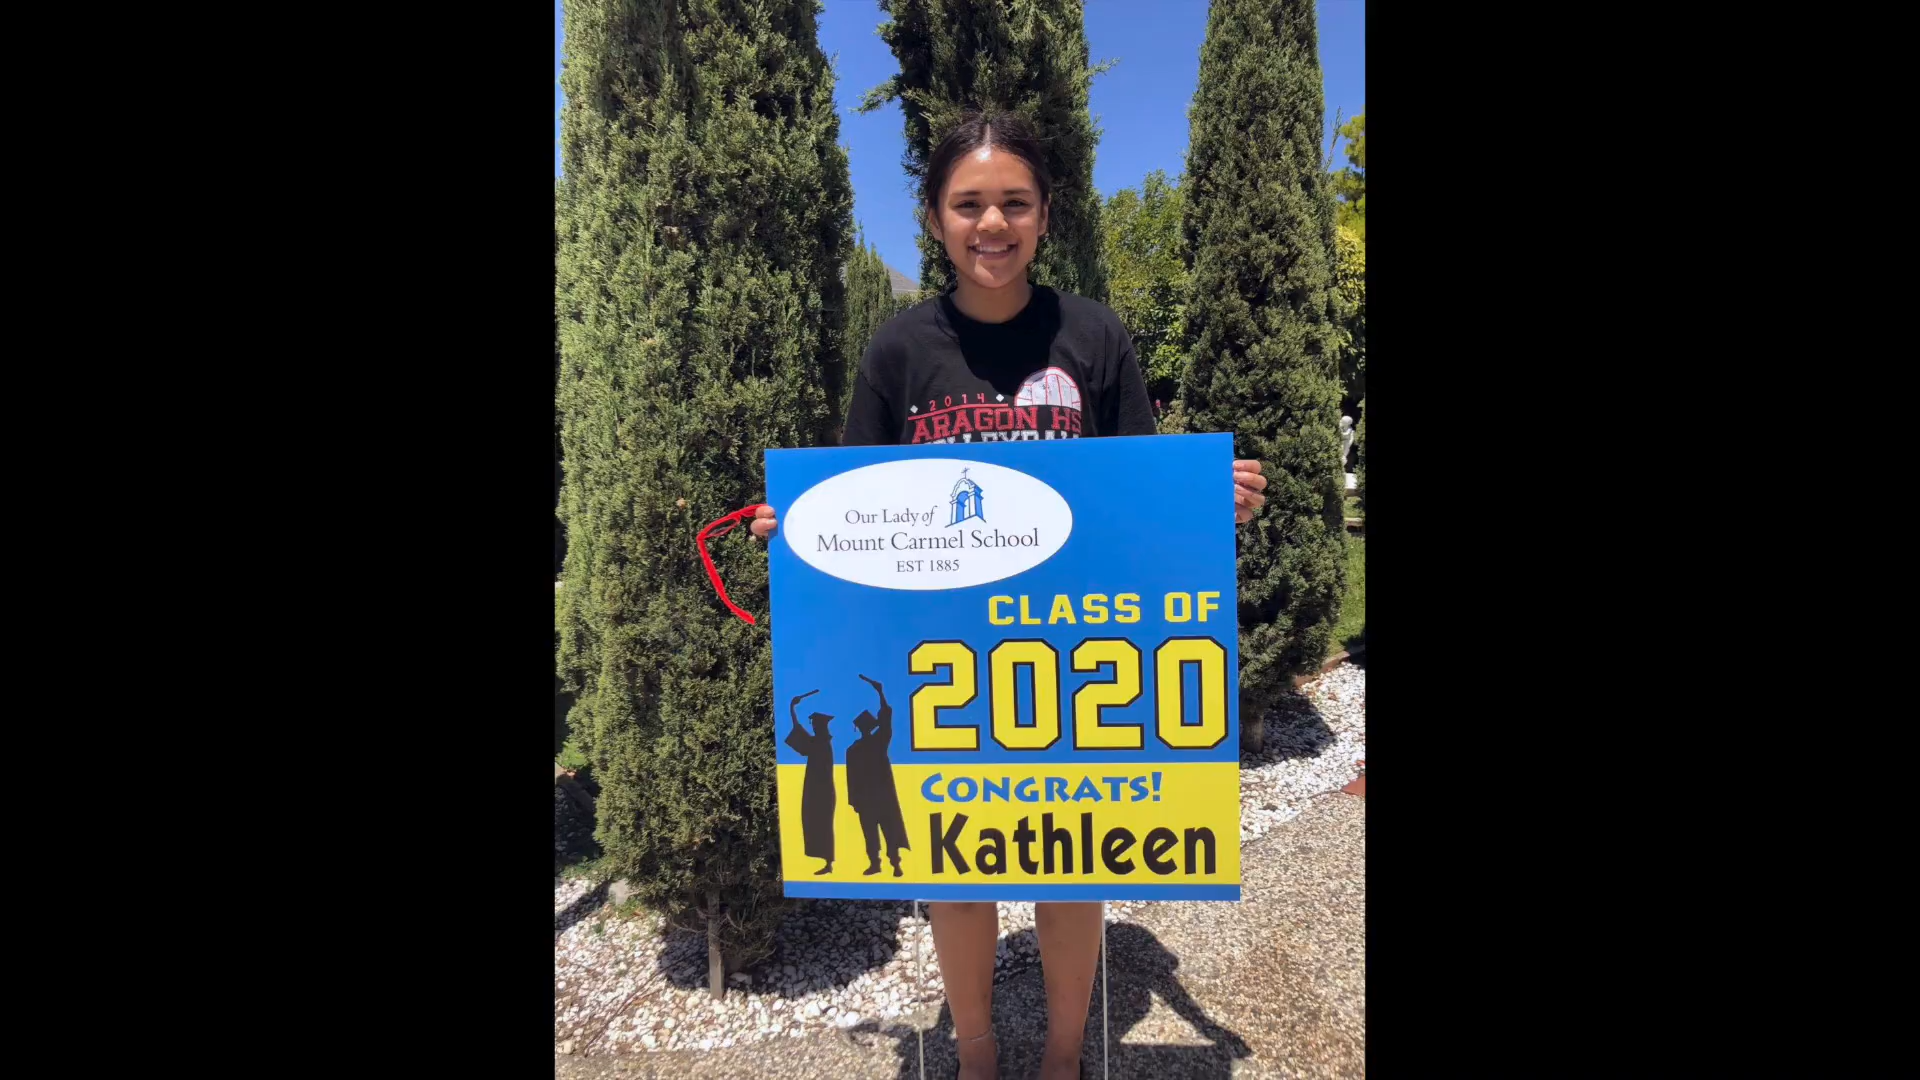 2014
ARAGON HS
Our Lady of
Mount Carmel School
EST 1885
CLASS OF
2020
CONGRATS!
Kathleen